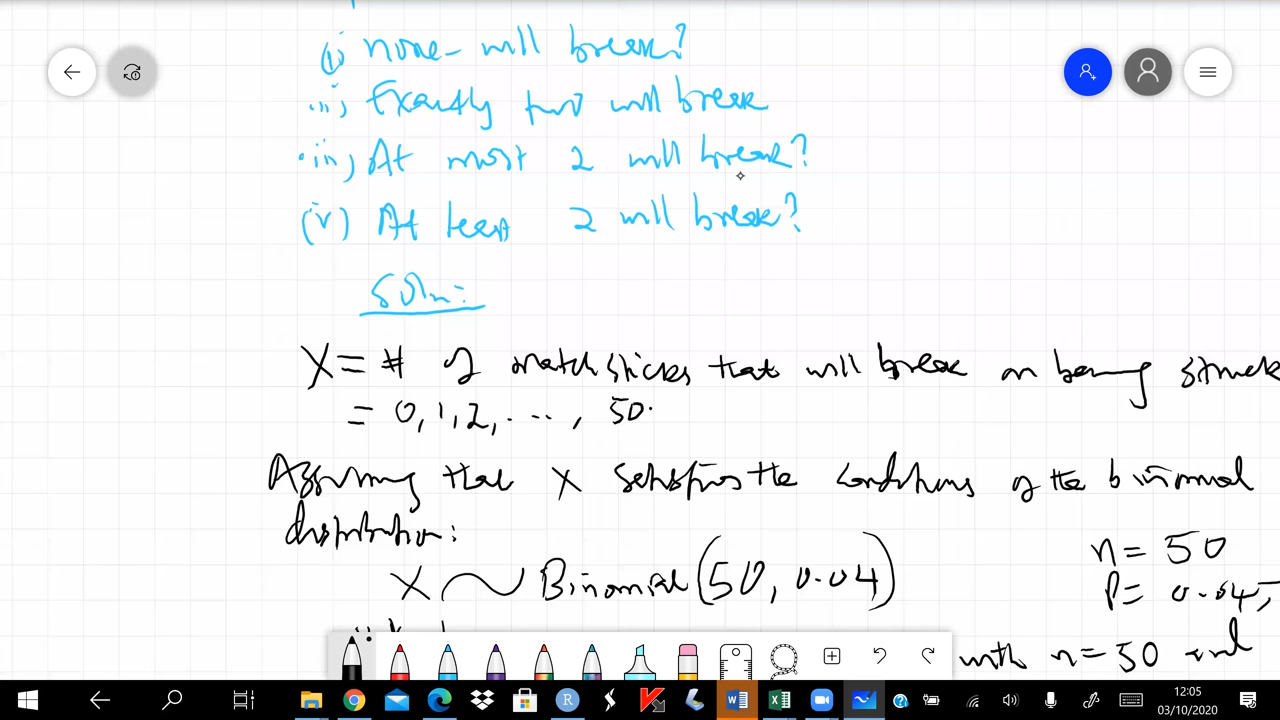 (i) none will break?
ii, Exactly two will break
iii, At most 2 will break?
(iv) At least 2 will break?
Soln:
X = # of match sticks that will break on being struck
= 0, 1, 2, ..., 50.
Assuming that X satisfies the conditions of the binomial
distribution:
n = 50
X ~ Binomial (50, 0.04)
P = 0.04,
with n = 50 and
12:05
03/10/2020